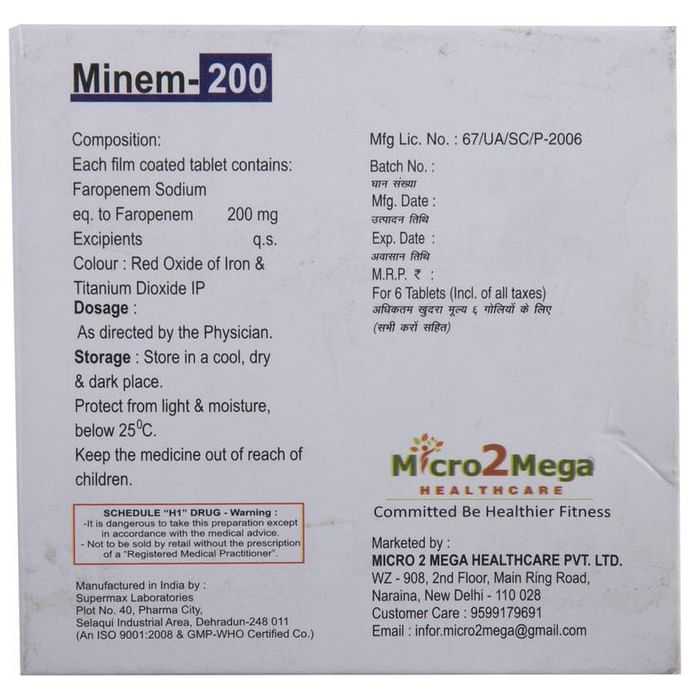 Minem-200
Composition:
Each film coated tablet contains:
Faropenem Sodium
eq. to Faropenem 200 mg
Excipients q.s.
Colour : Red Oxide of Iron &
Titanium Dioxide IP
Dosage :
As directed by the Physician.
Storage : Store in a cool, dry
& dark place.
Protect from light & moisture,
below 25⁰C.
Keep the medicine out of reach of
children.
SCHEDULE "H1" DRUG - Warning :
-It is dangerous to take this preparation except
in accordance with the medical advice.
- Not to be sold by retail without the prescription
of a "Registered Medical Practitioner".
Manufactured in India by :
Supermax Laboratories
Plot No. 40, Pharma City,
Selaqui Industrial Area, Dehradun-248 011
(An ISO 9001:2008 & GMP-WHO Certified Co.)
Mfg Lic. No. : 67/UA/SC/P-2006
Batch No. :
घान संख्या
Mfg. Date :
उत्पादन तिथि
Exp. Date :
अवासान तिथि
M.R.P. ₹ :
For 6 Tablets (Incl. of all taxes)
अधिकतम खुदरा मूल्य ६ गोलियों के लिए
(सभी करों सहित)
Micro2Mega
HEALTHCARE
Committed Be Healthier Fitness
Marketed by :
MICRO 2 MEGA HEALTHCARE PVT. LTD.
WZ - 908, 2nd Floor, Main Ring Road,
Naraina, New Delhi - 110 028
Customer Care : 9599179691
Email : infor.micro2mega@gmail.com